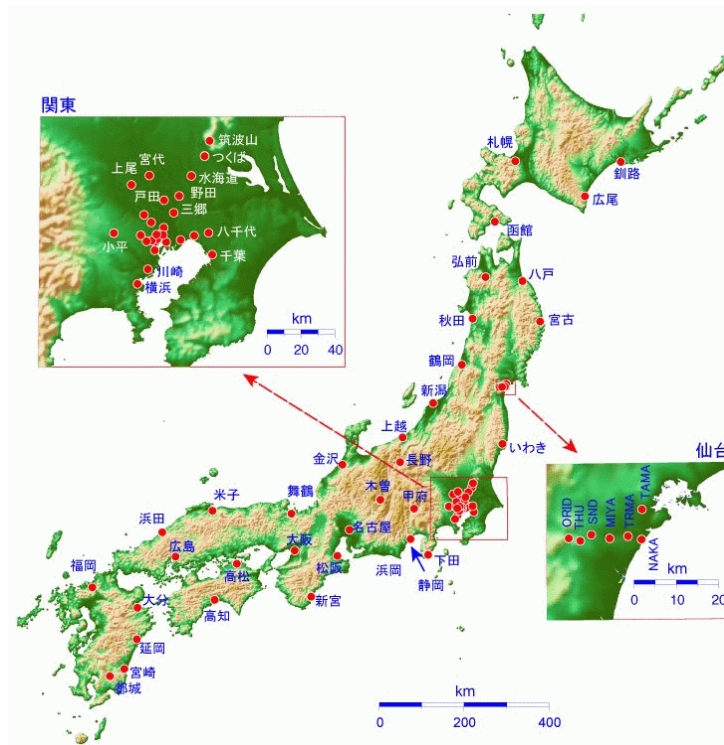 関東
筑波山
つくば
宮代
上尾
水海道
戸田
野田
三郷
小平
八千代
千葉
川崎
横浜
km
0 20 40
札幌
釧路
広尾
函館
弘前
八戸
秋田
宮古
鶴岡
新潟
上越
いわき
金沢
長野
木曽
甲府
米子
舞鶴
浜田
名古屋
広島
大阪
福岡
高松
松阪
浜岡
静岡
下田
大分
高知
新宮
延岡
宮崎
都城
仙台
ORID
THU
SND
MIYA
TRMA
TAMA
NAKA
km
0 10 20
km
0 200 400